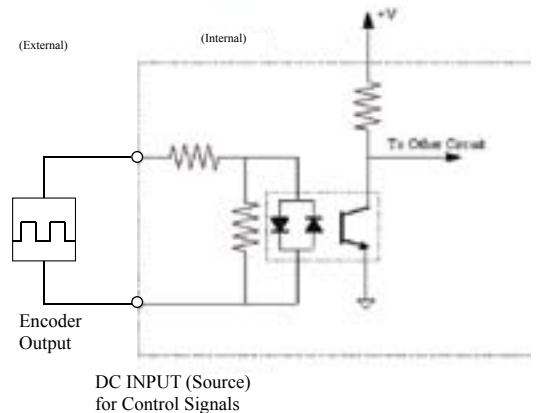 +V
(External)
(Internal)
To Other Circuit
Encoder
Output
DC INPUT (Source)
for Control Signals